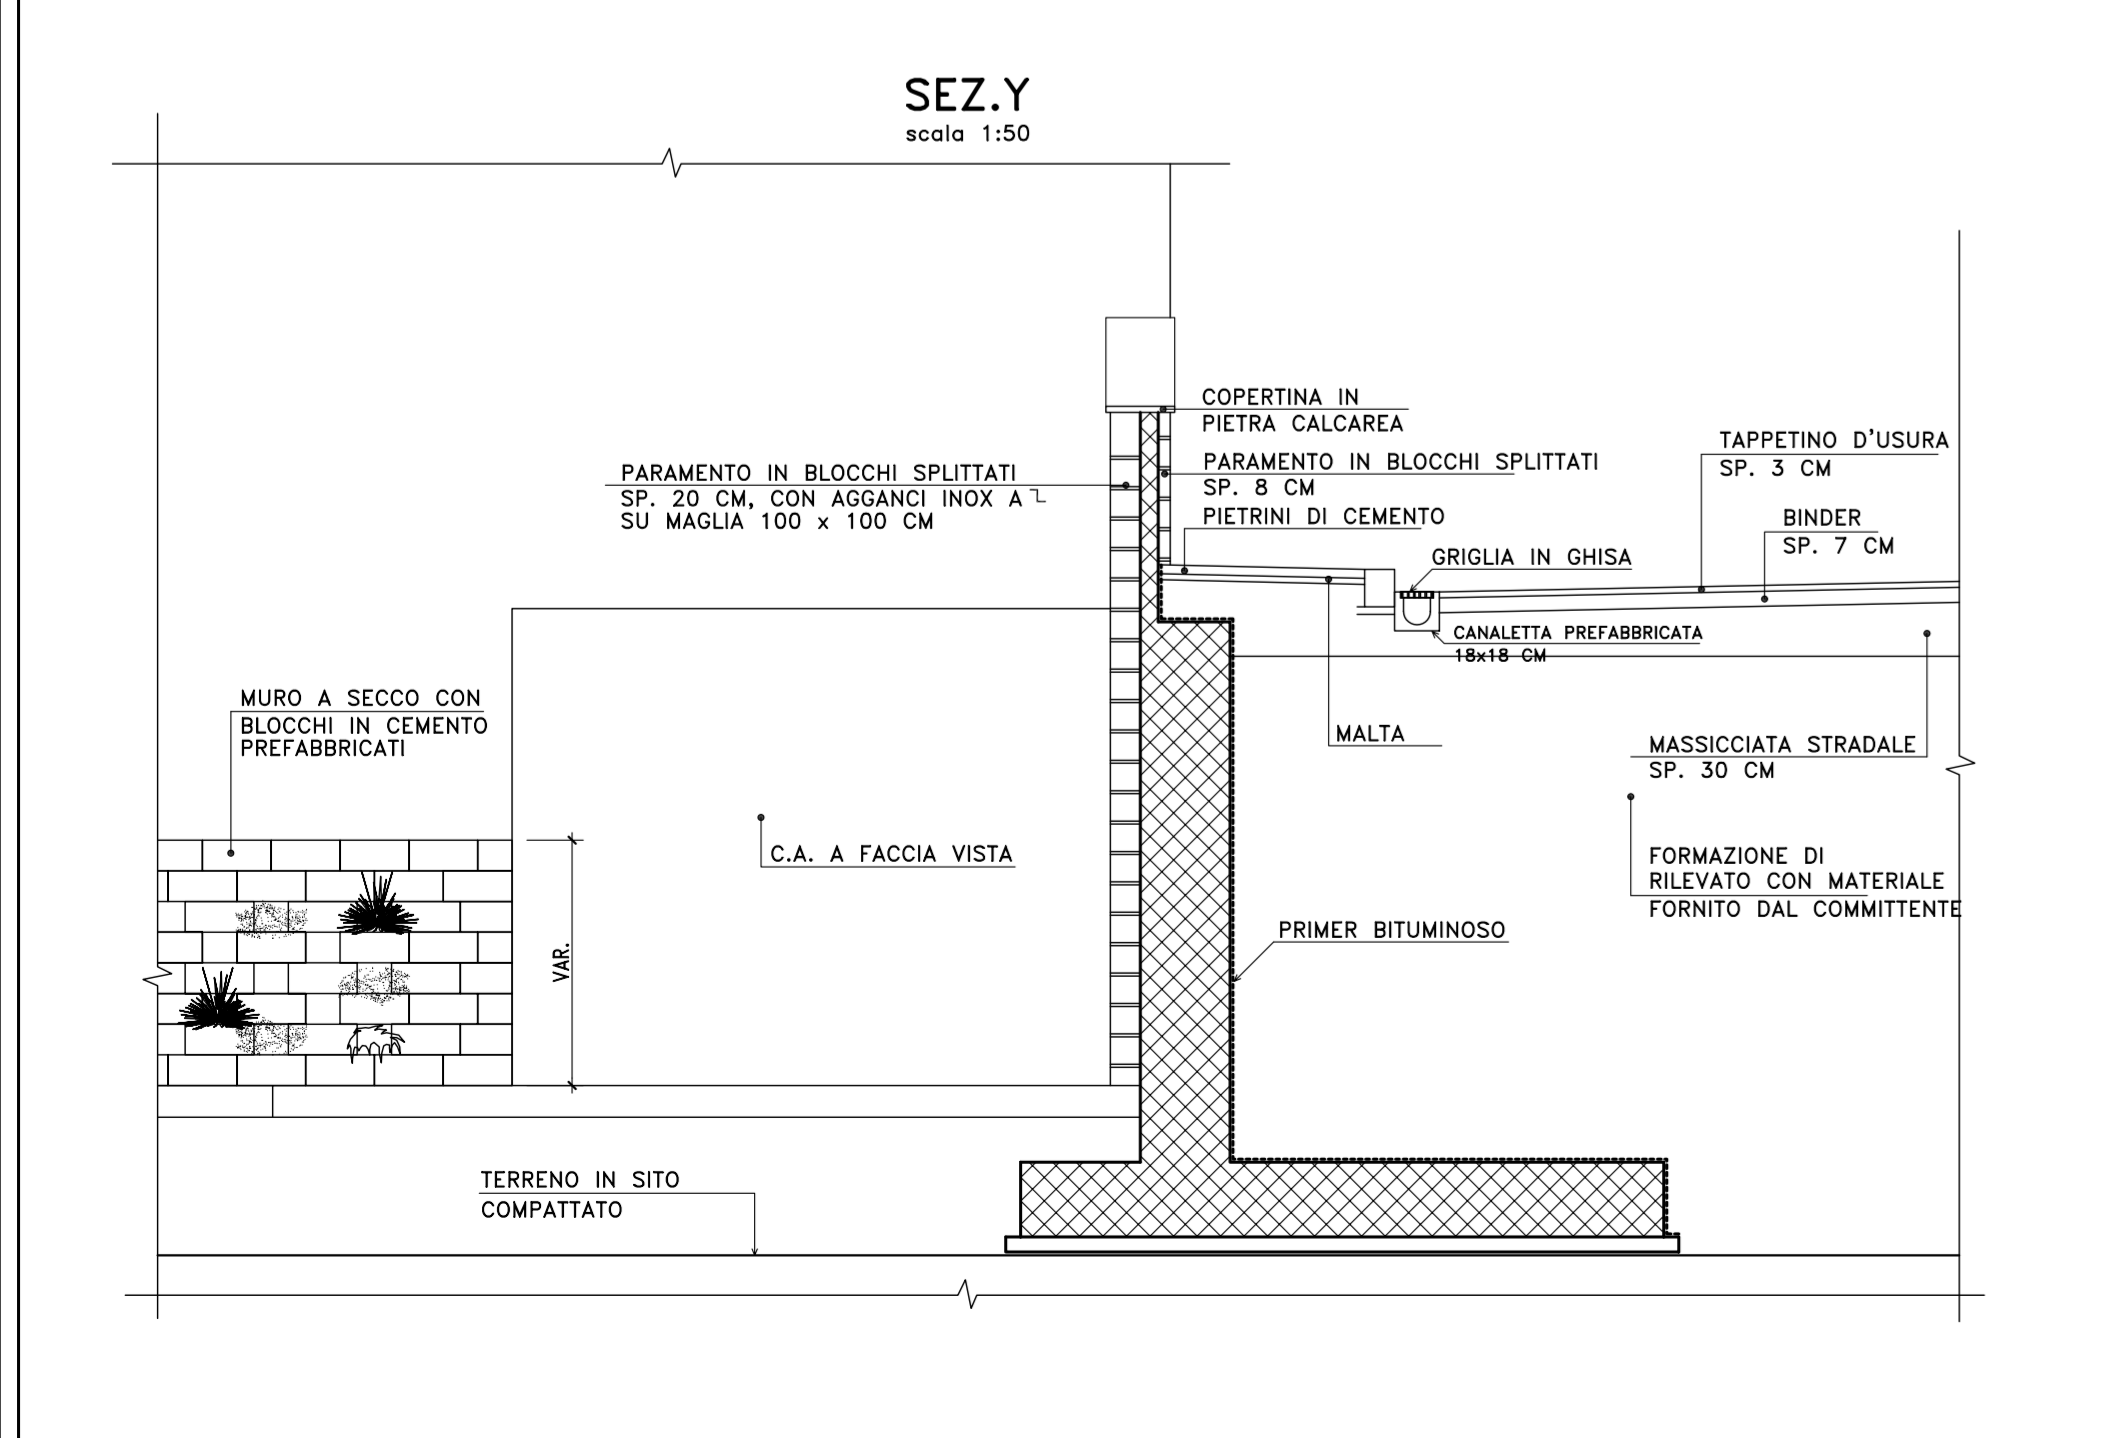 SEZ.Y
scala 1:50
COPERTINA IN
PIETRA CALCAREA
PARAMENTO IN BLOCCHI SPLITTATI
SP. 8 CM
PIETRINI DI CEMENTO
TAPPETINO D'USURA
SP. 3 CM
BINDER
SP. 7 CM
PARAMENTO IN BLOCCHI SPLITTATI
SP. 20 CM, CON AGGANCI INOX A
SU MAGLIA 100 x 100 CM
GRIGLIA IN GHISA
CANALETTA PREFABBRICATA
18x18 CM
MURO A SECCO CON
BLOCCHI IN CEMENTO
PREFABBRICATI
MALTA
MASSICCIATA STRADALE
SP. 30 CM
C.A. A FACCIA VISTA
FORMAZIONE DI
RILEVATO CON MATERIALE
FORNITO DAL COMMITTENTE
VAR.
PRIMER BITUMINOSO
TERRENO IN SITO
COMPATTATO